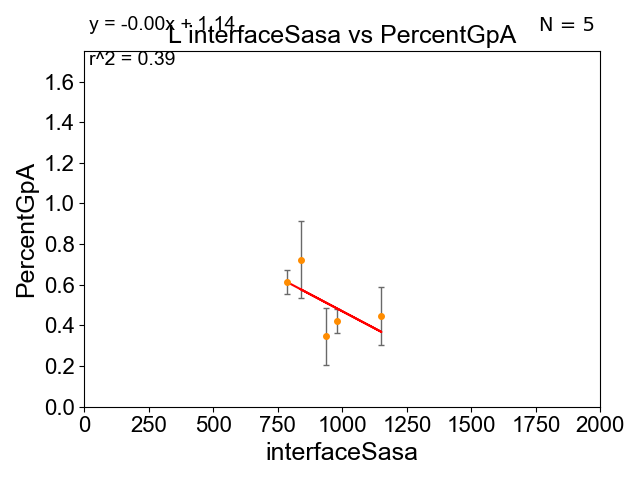 y = -0.00x + 1.14
N = 5
L interfaceSasa vs PercentGpA
r^2 = 0.39
1.6
1.4
1.2
1.0
0.8
0.6
0.4
0.2
0.0
PercentGpA
0 250 500 750 1000 1250 1500 1750 2000
interfaceSasa